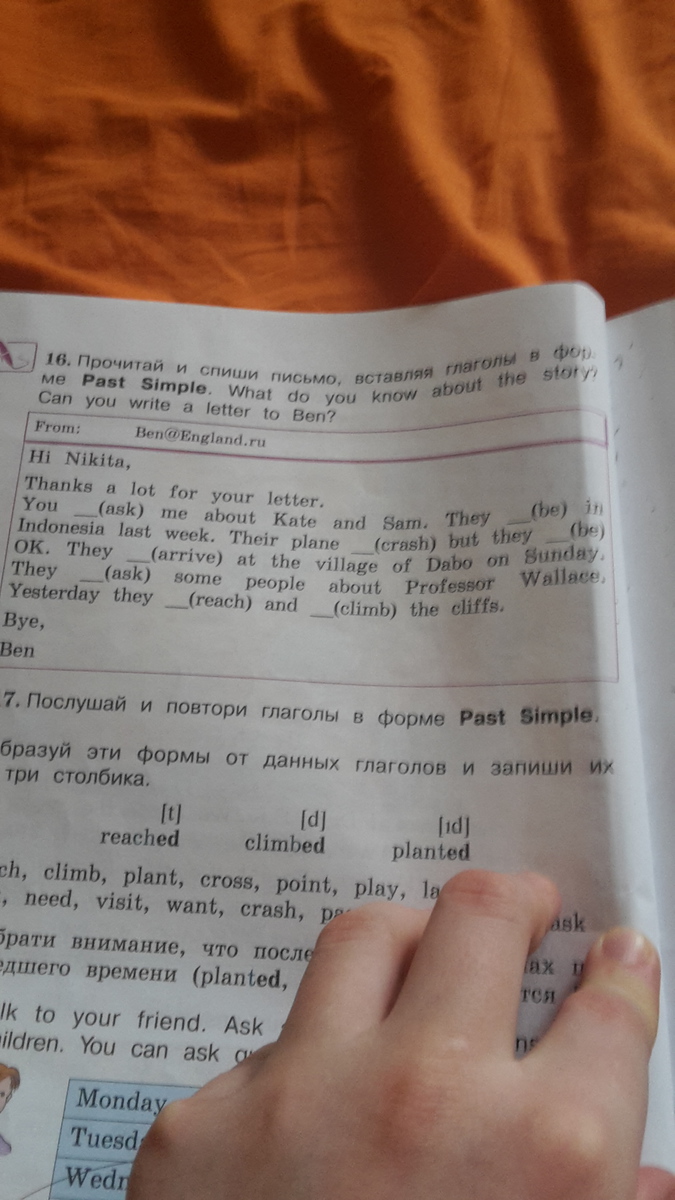 16. Прочитай и спиши письмо, вставляя глаголы в фор-
ме Past Simple. What do you know about the story?
Can you write a letter to Ben?
From: Ben@England.ru
Hi Nikita,
Thanks a lot for your letter.
You __(ask) me about Kate and Sam. They __(be) in
Indonesia last week. Their plane __(crash) but they __(be)
OK. They __(arrive) at the village of Dabo on Sunday.
They __(ask) some people about Professor Wallace.
Yesterday they __(reach) and __(climb) the cliffs.
Bye,
Ben
7. Послушай и повтори глаголы в форме Past Simple.
бразуй эти формы от данных глаголов и запиши их
три столбика.
[t] [d] [ɪd]
reached climbed planted
ch, climb, plant, cross, point, play, la
need, visit, want, crash, ask
брати внимание, что после ах
едшего времени (planted, тся
lk to your friend. Ask
ildren. You can ask
Monday
Tuesd
Wedn